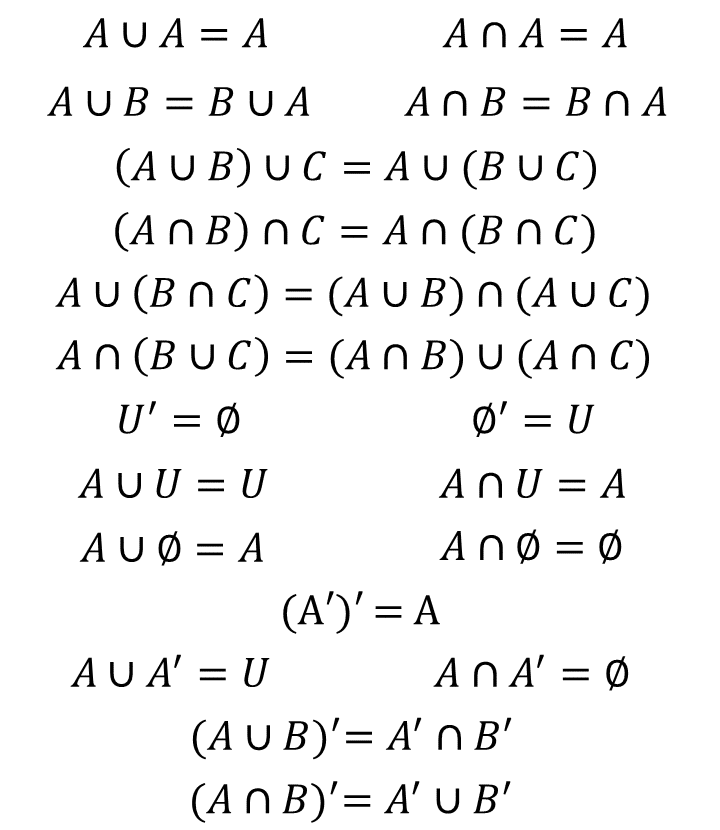 A ∪ A = A A ∩ A = A
A ∪ B = B ∪ A A ∩ B = B ∩ A
(A ∪ B) ∪ C = A ∪ (B ∪ C)
(A ∩ B) ∩ C = A ∩ (B ∩ C)
A ∪ (B ∩ C) = (A ∪ B) ∩ (A ∪ C)
A ∩ (B ∪ C) = (A ∩ B) ∪ (A ∩ C)
U′ = ∅ ∅′ = U
A ∪ U = U A ∩ U = A
A ∪ ∅ = A A ∩ ∅ = ∅
(A′)′ = A
A ∪ A′ = U A ∩ A′ = ∅
(A ∪ B)′= A′ ∩ B′
(A ∩ B)′= A′ ∪ B′